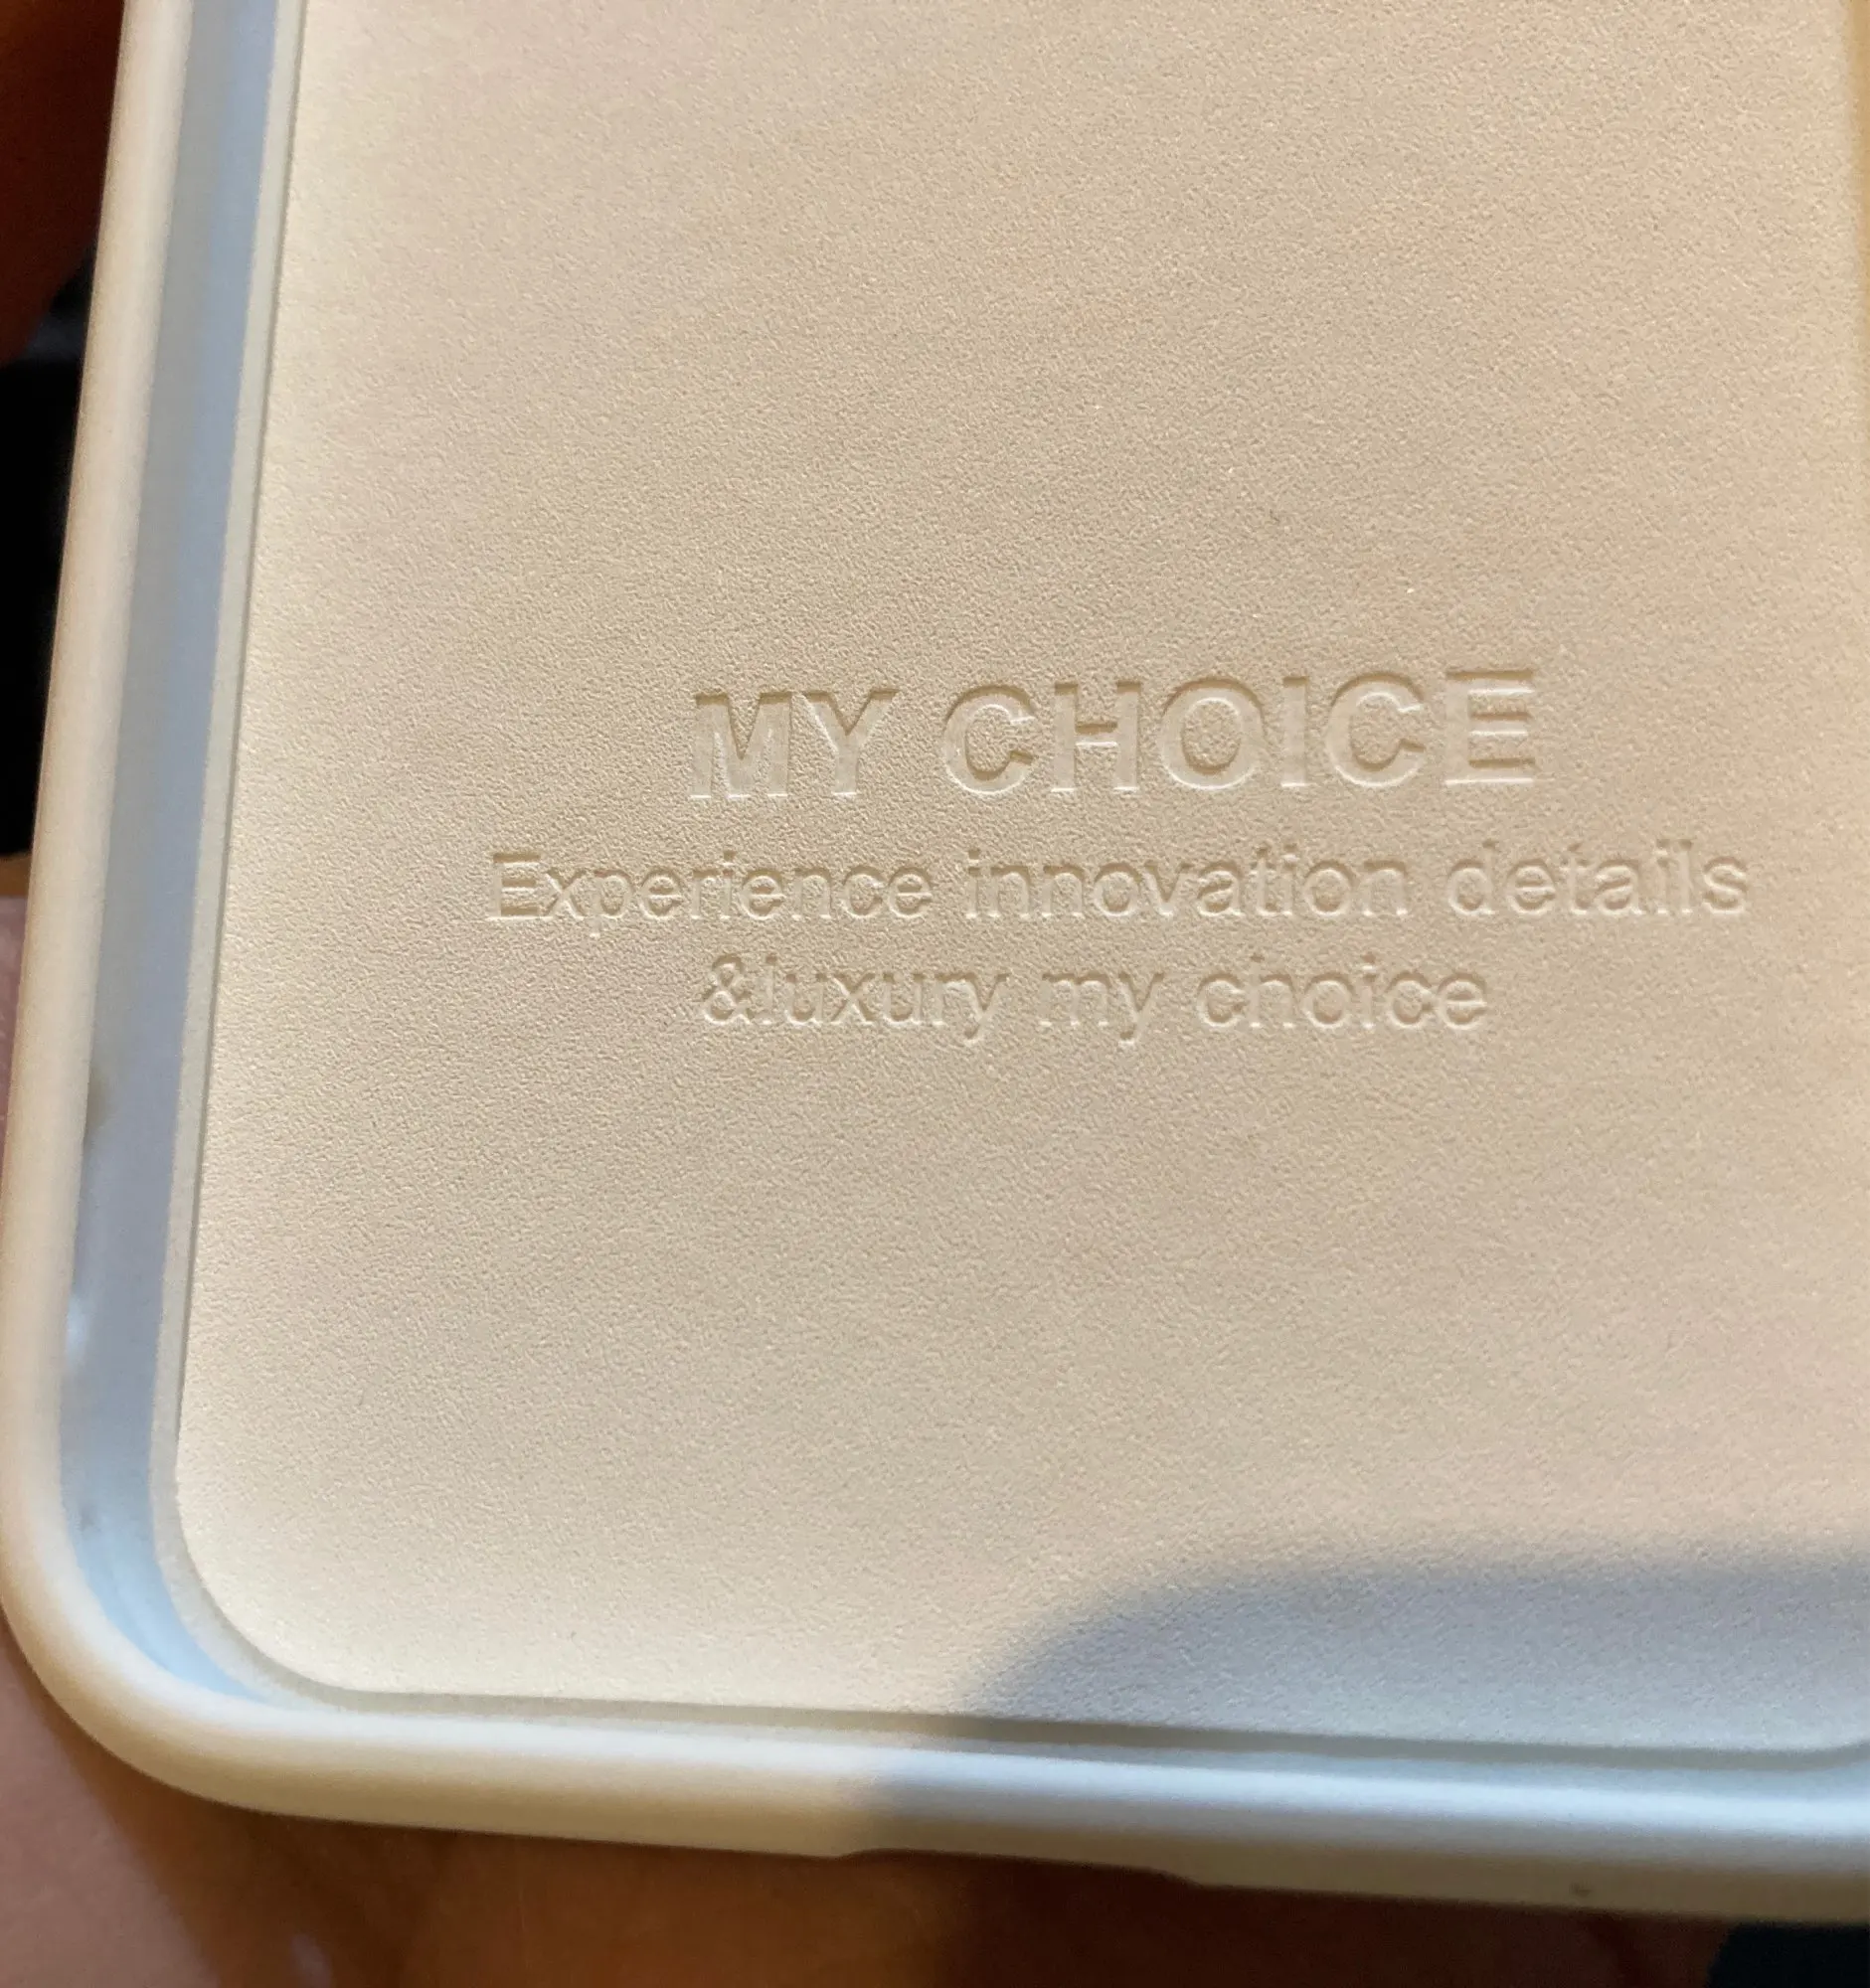 MY CHOICE
Experience innovation details
&luxury my choice